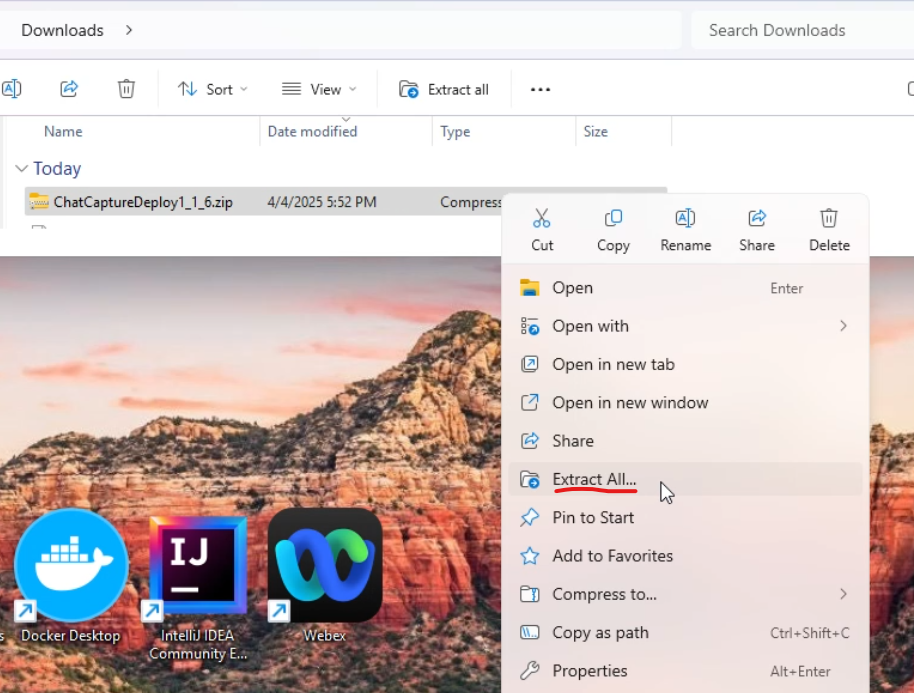 Downloads
Search Downloads
Sort
View
Extract all
Name Date modified Type Size
Today
ChatCaptureDeploy1_1_6.zip 4/4/2025 5:52 PM Compress
Cut Copy Rename Share Delete
Open Enter
Open with
Open in new tab
Open in new window
Share
Extract All...
Pin to Start
Add to Favorites
Compress to...
Copy as path Ctrl+Shift+C
Properties Alt+Enter
IJ
s Docker Desktop IntelliJ IDEA Webex
Community E...